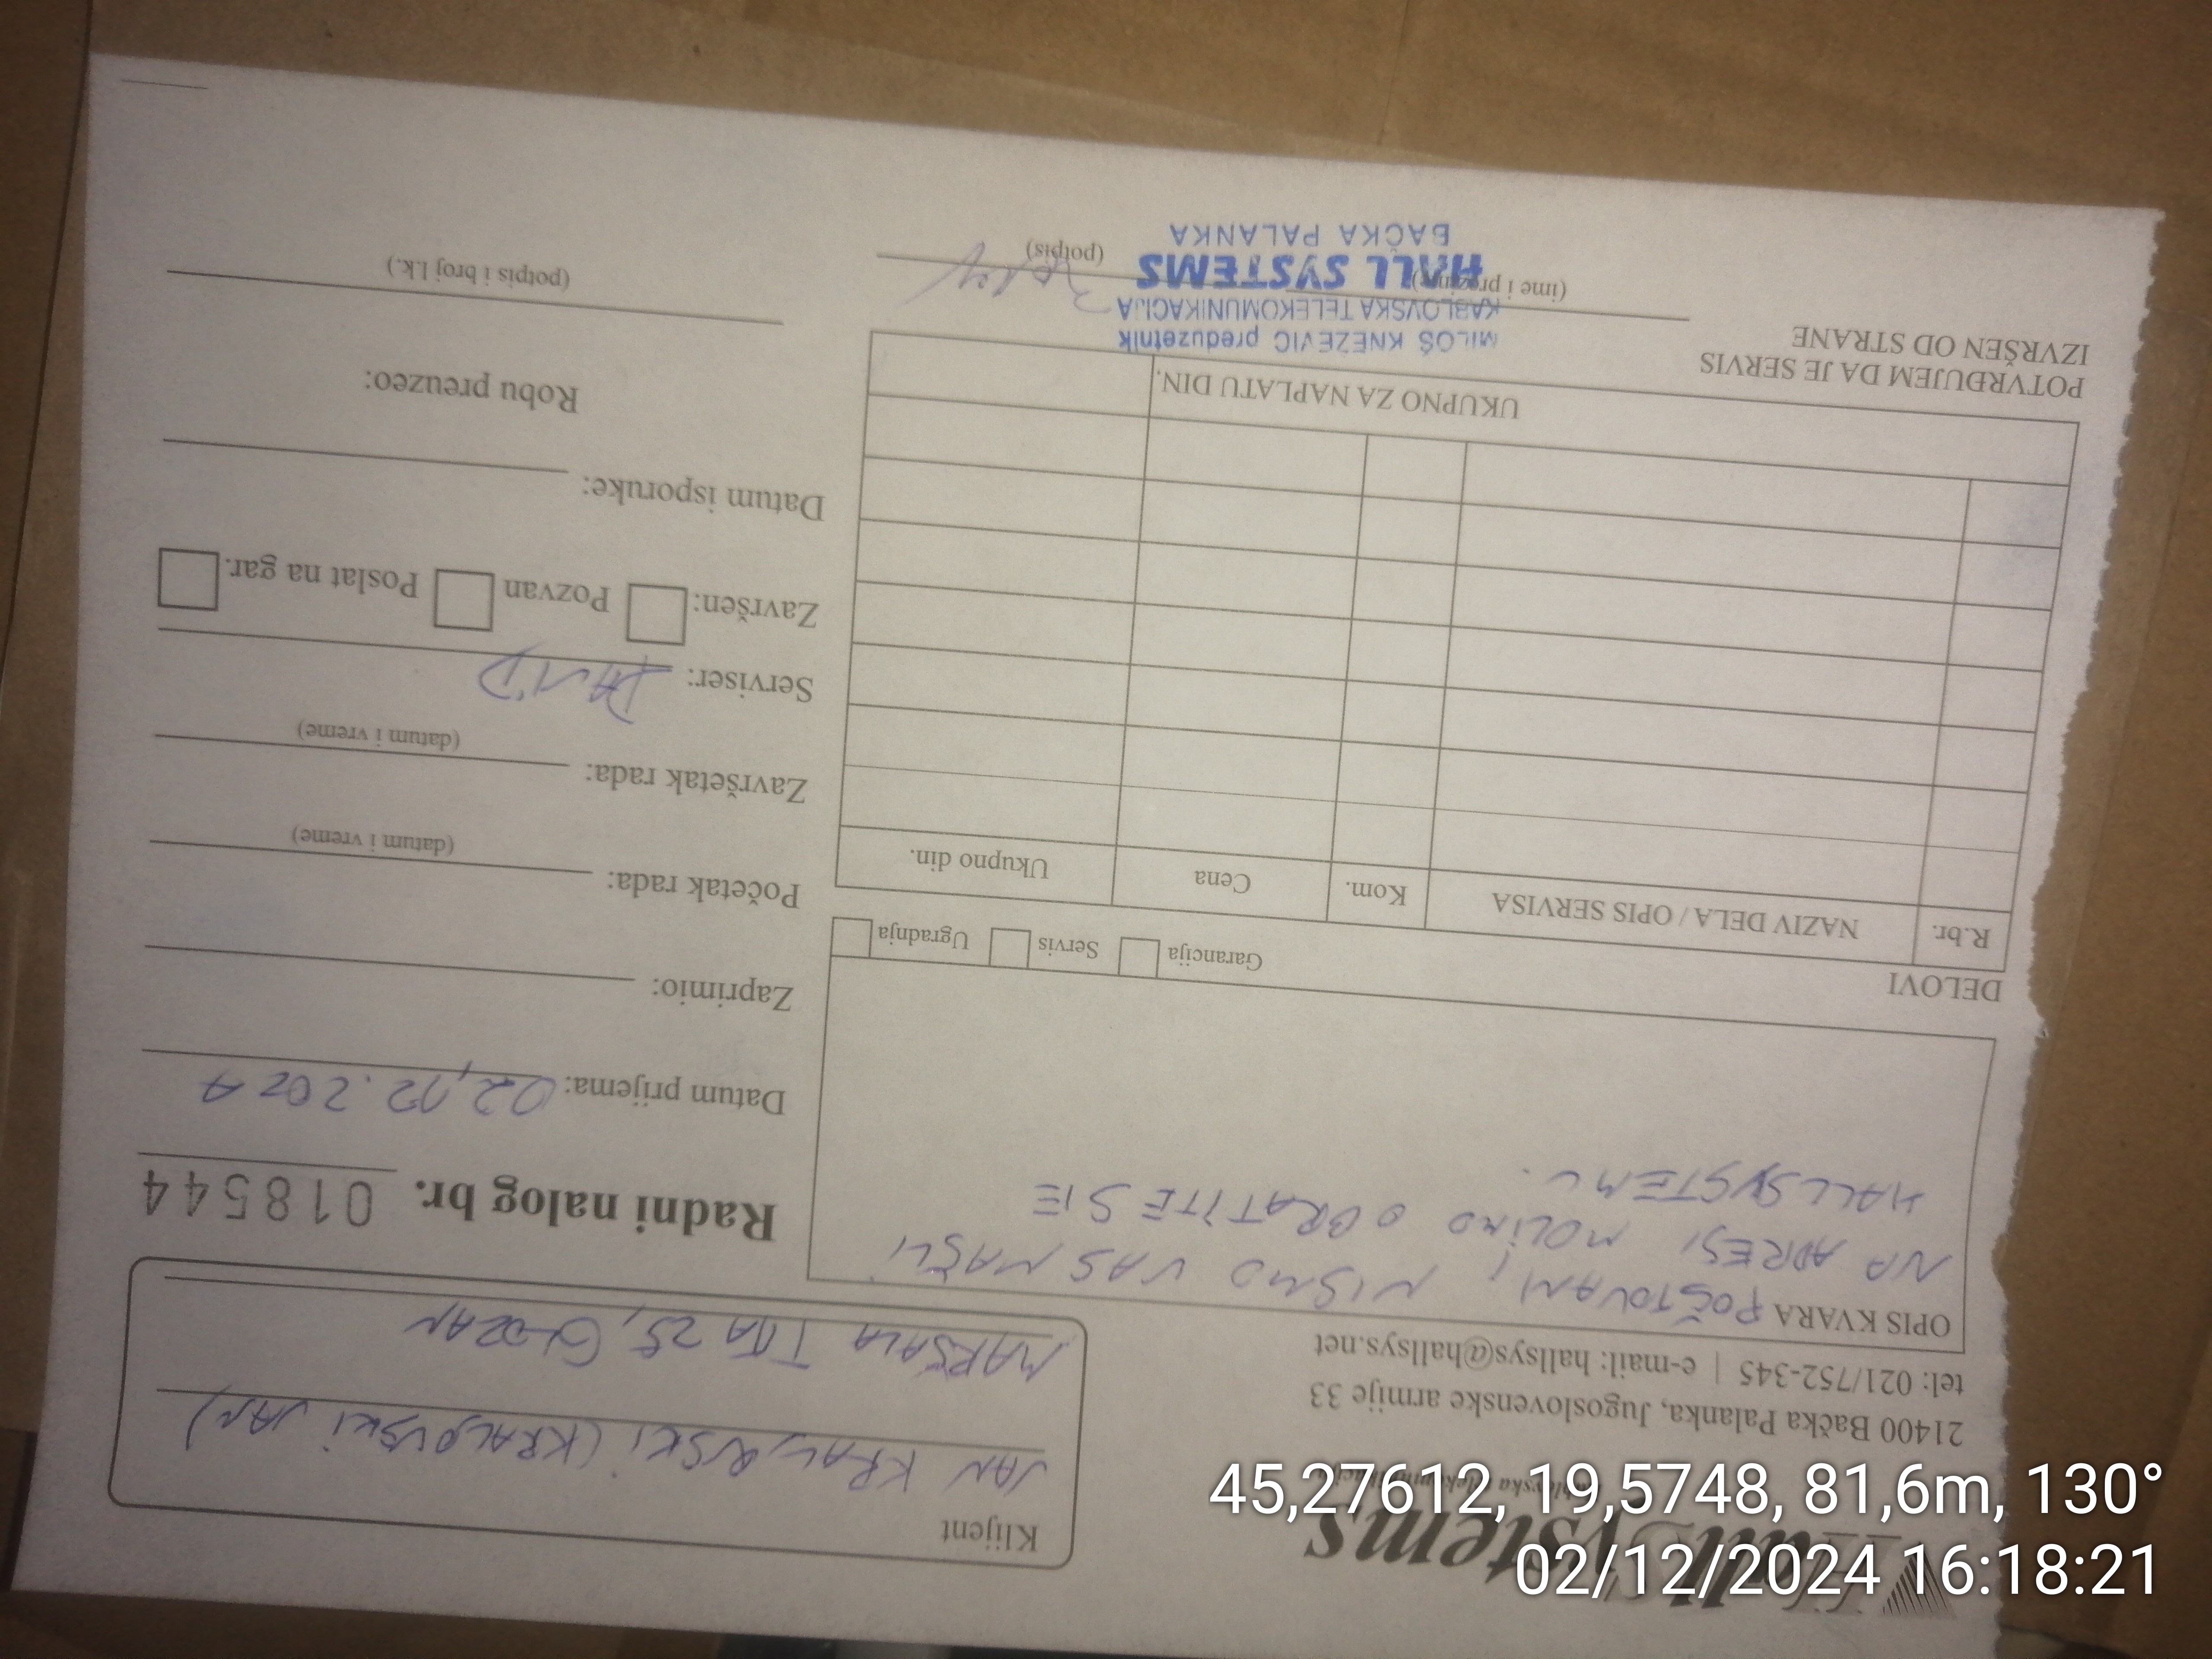 Hall Systems
21400 Bačka Palanka, Jugoslovenske armije 33
tel: 021/752-345 | e-mail: hallsys@hallsys.net
Klijent
JAN KRALOVSKI (KRALOVSKI JAN)
MARŠALA TITA 25, GLOŽAN
OPIS KVARA POŠTOVANI, NISMO VAS NAŠLI
NA ADRESI, MOLIMO OBRATITE SE
HALLSYSTEMU.
Radni nalog br. 018544
Datum prijema: 02,12.2024
Zaprimio:
Početak rada:
(datum i vreme)
Završetak rada:
(datum i vreme)
Serviser: DAVID
Završen: Pozvan Poslat na gar.
Datum isporuke:
Robu preuzeo:
(potpis i broj l.k.)
DELOVI
Garancija Servis Ugradnja
R.br. NAZIV DELA / OPIS SERVISA Kom. Cena Ukupno din.
UKUPNO ZA NAPLATU DIN.
POTVRĐUJEM DA JE SERVIS
IZVRŠEN OD STRANE
(ime i prezime)
(potpis)
MILOŠ KNEŽEVIĆ preduzetnik
KABLOVSKA TELEKOMUNIKACIJA
HALL SYSTEMS
BAČKA PALANKA
45,27612, 19,5748, 81,6m, 130°
02/12/2024 16:18:21